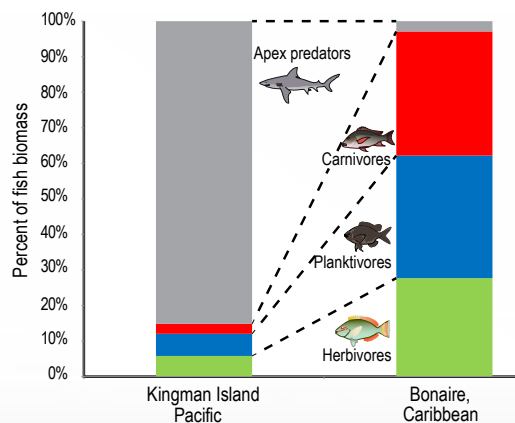 Percent of fish biomass
100%
90%
80%
70%
60%
50%
40%
30%
20%
10%
0%
Apex predators
Carnivores
Planktivores
Herbivores
Kingman Island
Pacific
Bonaire,
Caribbean